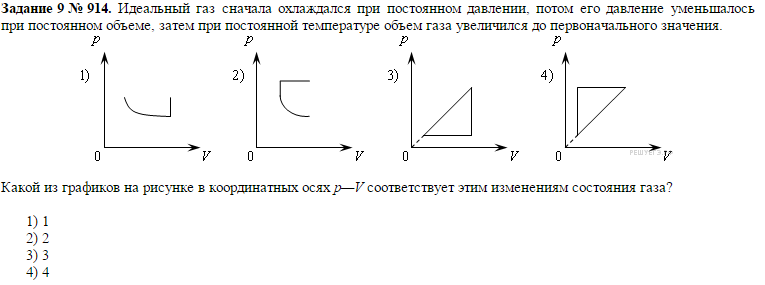 Задание 9 № 914. Идеальный газ сначала охлаждался при постоянном давлении, потом его давление уменьшалось
при постоянном объеме, затем при постоянной температуре объем газа увеличился до первоначального значения.
p p p p
1) 2) 3) 4)
0 V 0 V 0 V 0 V
Какой из графиков на рисунке в координатных осях p—V соответствует этим изменениям состояния газа?
1) 1
2) 2
3) 3
4) 4